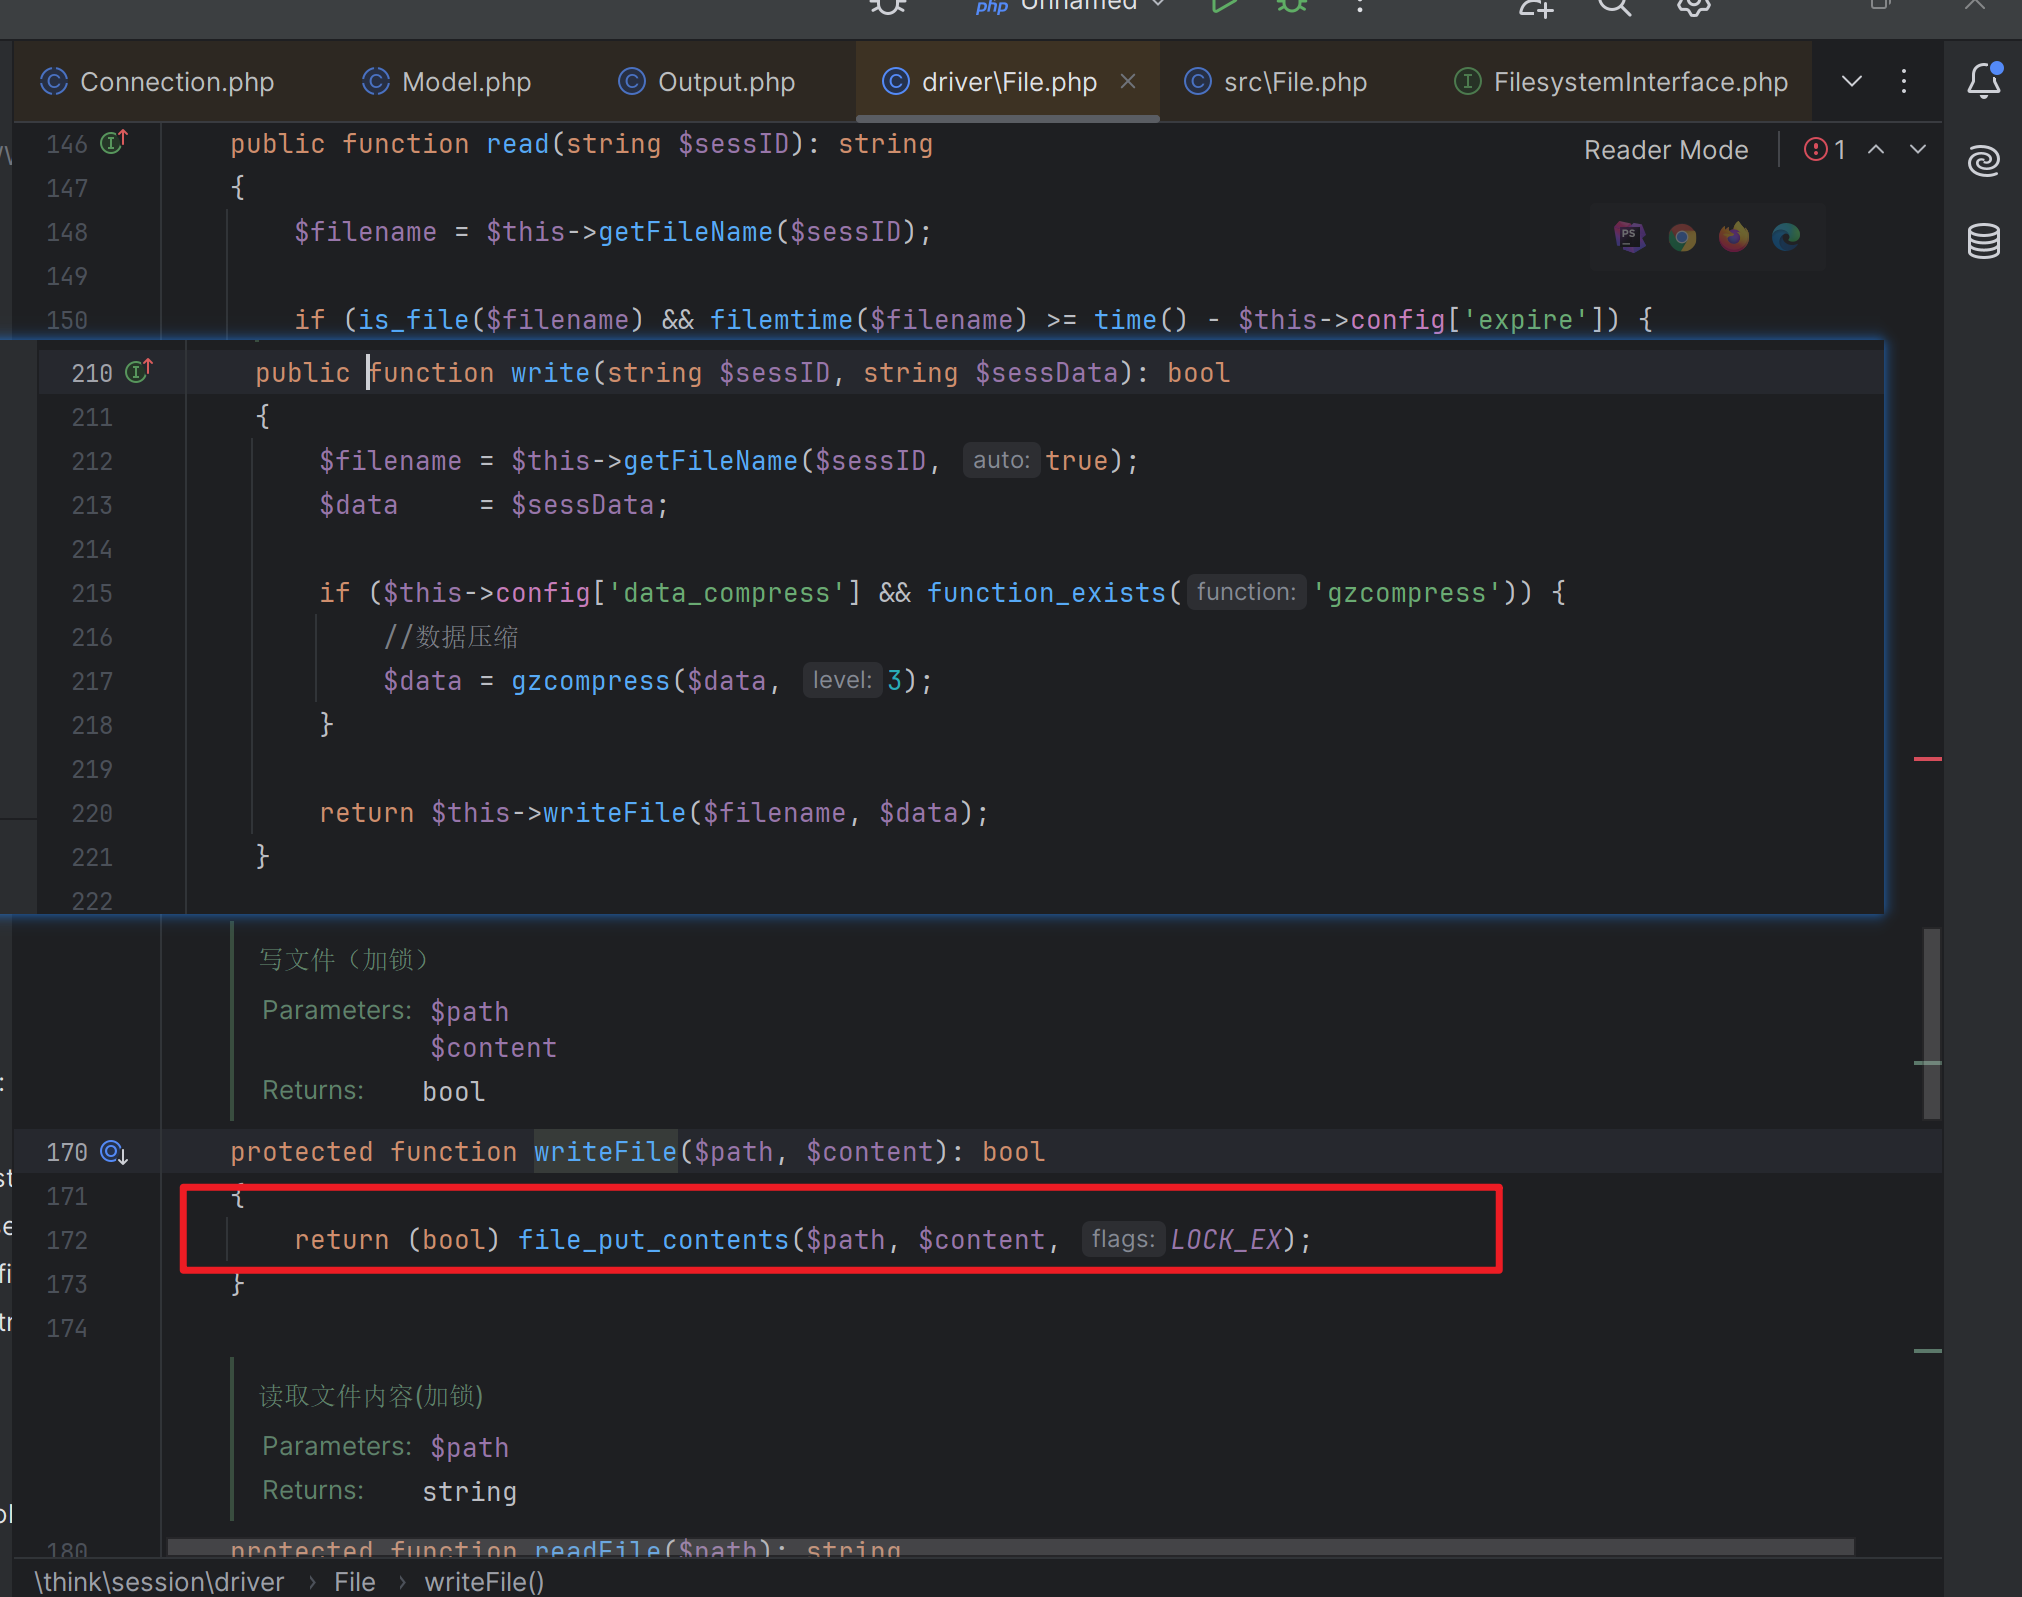 php Unnamed
Connection.php Model.php Output.php driver\File.php src\File.php FilesystemInterface.php
146 public function read(string $sessID): string
Reader Mode 1
147 {
148 $filename = $this->getFileName($sessID);
PS
149
150 if (is_file($filename) && filemtime($filename) >= time() - $this->config['expire']) {
210 public function write(string $sessID, string $sessData): bool
211 {
212 $filename = $this->getFileName($sessID, auto: true);
213 $data = $sessData;
214
215 if ($this->config['data_compress'] && function_exists( function: 'gzcompress')) {
216 //数据压缩
217 $data = gzcompress($data, level: 3);
218 }
219
220 return $this->writeFile($filename, $data);
221 }
222
写文件（加锁）
Parameters: $path
$content
Returns: bool
170 protected function writeFile($path, $content): bool
171 {
172 return (bool) file_put_contents($path, $content, flags: LOCK_EX);
173 }
174
读取文件内容(加锁)
Parameters: $path
Returns: string
180 protected function readFile($path): string
\think\session\driver › File › writeFile()